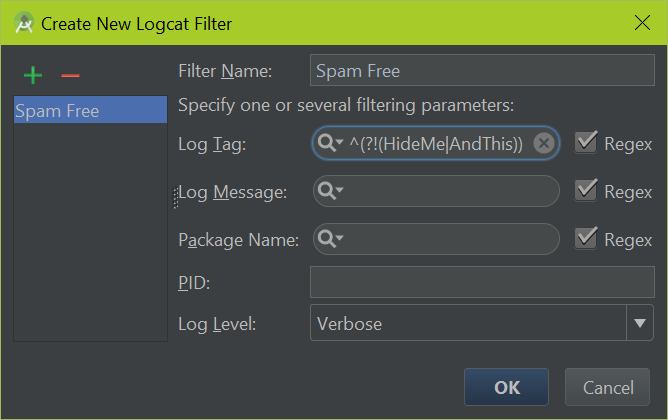 Create New Logcat Filter
Filter Name: Spam Free
Spam Free
Specify one or several filtering parameters:
Log Tag: ^(?!(HideMe|AndThis)) Regex
Log Message: Regex
Package Name: Regex
PID:
Log Level: Verbose
OK Cancel